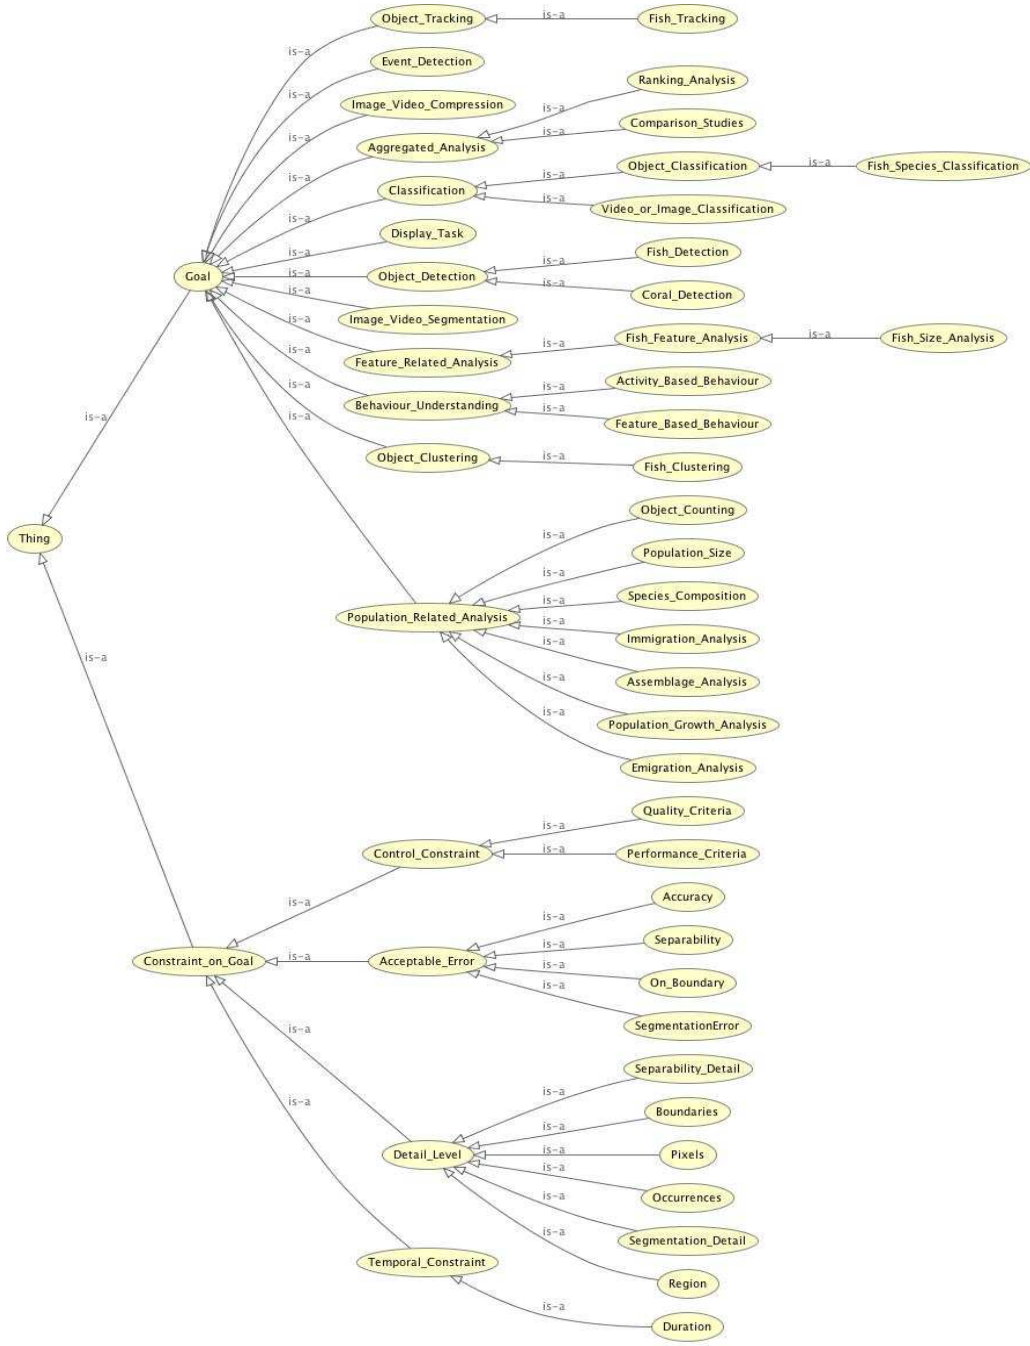 Object_Tracking is-a Fish_Tracking
is-a
Event_Detection
Ranking_Analysis
is-a
Image_Video_Compression
is-a
Comparison_Studies
is-a
is-a
Aggregated_Analysis
Object_Classification is-a Fish_Species_Classification
is-a
is-a
Classification
is-a
Video_or_Image_Classification
is-a
Display_Task
is-a
Fish_Detection
is-a
Goal is-a Object_Detection
is-a
is-a
Coral_Detection
Image_Video_Segmentation
is-a
Fish_Feature_Analysis is-a Fish_Size_Analysis
is-a
Feature_Related_Analysis
is-a
Activity_Based_Behaviour
is-a
Behaviour_Understanding
is-a
is-a
Feature_Based_Behaviour
Object_Clustering
is-a
Fish_Clustering
is-a
Object_Counting
is-a
Thing
Population_Size
is-a
Species_Composition
is-a
Population_Related_Analysis
is-a
Immigration_Analysis
is-a
is-a
Assemblage_Analysis
is-a
Population_Growth_Analysis
is-a
Emigration_Analysis
Quality_Criteria
is-a
Control_Constraint is-a Performance_Criteria
is-a
Accuracy
is-a
Separability
is-a
Constraint_on_Goal is-a Acceptable_Error
is-a
On_Boundary
is-a
SegmentationError
is-a
Separability_Detail
is-a
is-a
Boundaries
is-a
Detail_Level is-a Pixels
is-a
Occurrences
is-a
Segmentation_Detail
Temporal_Constraint
is-a
Region
is-a
Duration